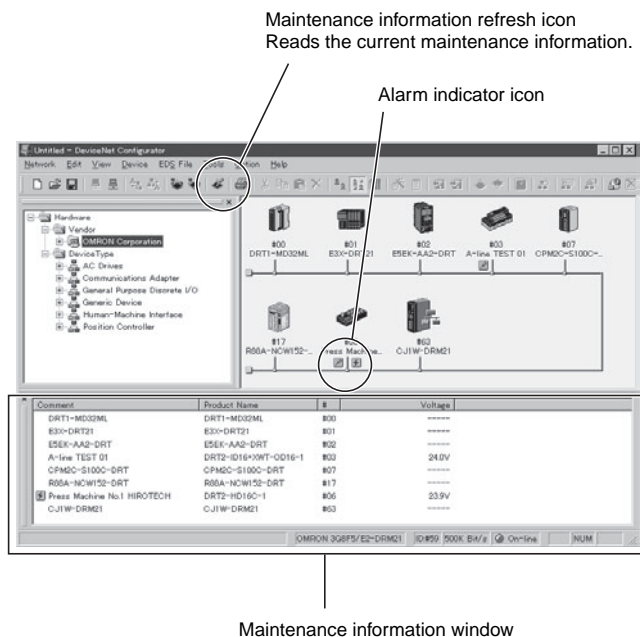 Maintenance information refresh icon
Reads the current maintenance information.
Alarm indicator icon
Untitled - DeviceNet Configurator
Network Edit View Device EDS File Tools Option Help
Hardware
Vendor
OMRON Corporation
DeviceType
AC Drives
Communications Adapter
General Purpose Discrete I/O
Generic Device
Human-Machine Interface
Position Controller
#00
DRT1-MD32ML
#01
E3X-DRT21
#02
E5EK-AA2-DRT
#03
A-line TEST 01
#07
CPM2C-S100C-..
#17
R88A-NCW152-..
ress Machine..
#63
CJ1W-DRM21
Comment Product Name # Voltage
DRT1-MD32ML DRT1-MD32ML #00 -----
E3X-DRT21 E3X-DRT21 #01 -----
E5EK-AA2-DRT E5EK-AA2-DRT #02 -----
A-line TEST 01 DRT2-ID16+XWT-OD16-1 #03 24.0V
CPM2C-S100C-DRT CPM2C-S100C-DRT #07 -----
R88A-NCW152-DRT R88A-NCW152-DRT #17 -----
Press Machine No.1 HIROTECH DRT2-HD16C-1 #06 23.9V
CJ1W-DRM21 CJ1W-DRM21 #63 -----
OMRON 3G8F5/E2-DRM21 ID:#59 500K Bit/s On-line NUM
Maintenance information window